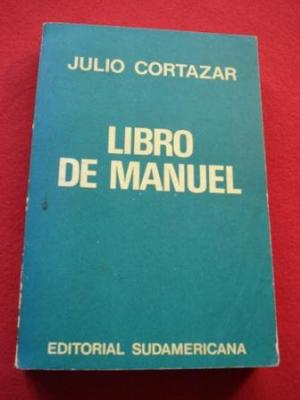 JULIO CORTAZAR
LIBRO
DE MANUEL
EDITORIAL SUDAMERICANA